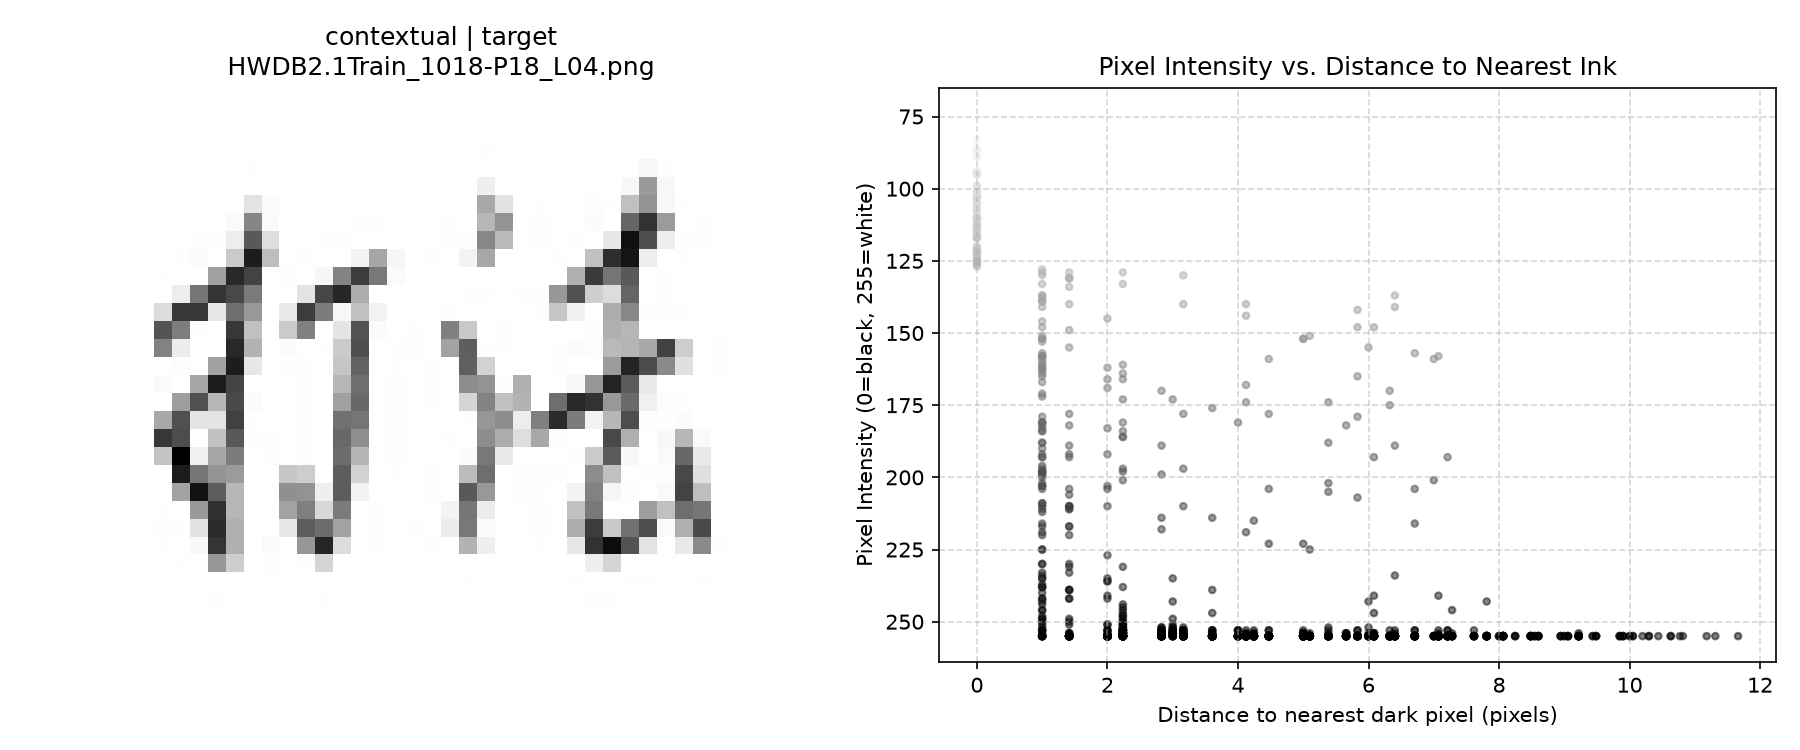 contextual | target
HWDB2.1Train_1018-P18_L04.png
Pixel Intensity vs. Distance to Nearest Ink
Pixel Intensity (0=black, 255=white)
75
100
125
150
175
200
225
250
0 2 4 6 8 10 12
Distance to nearest dark pixel (pixels)